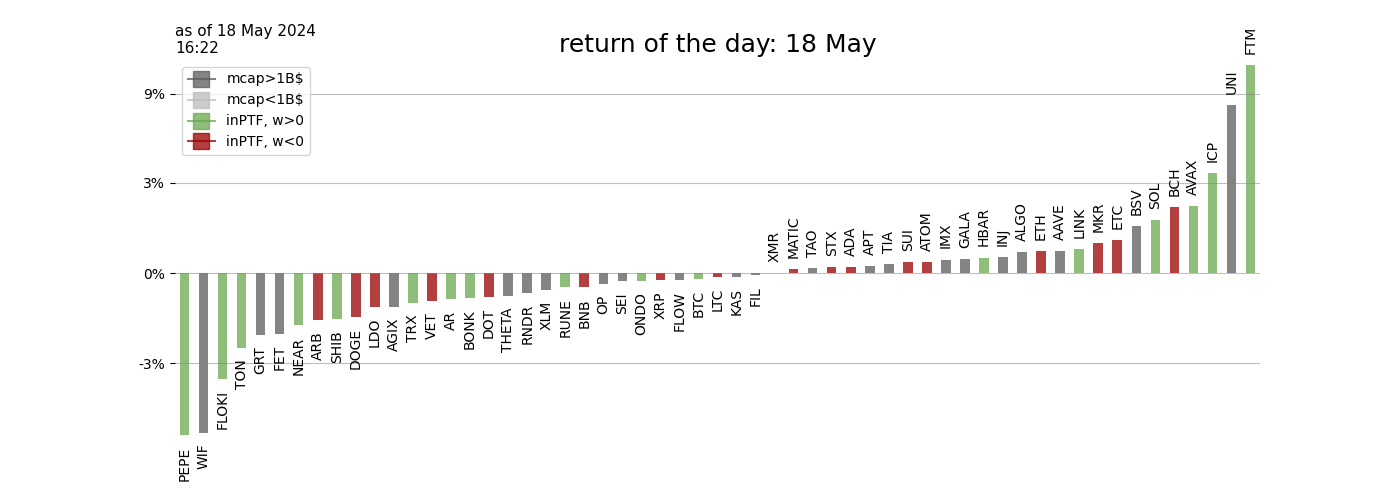 as of 18 May 2024
16:22
return of the day: 18 May
mcap>1B$
mcap<1B$
inPTF, w>0
inPTF, w<0
9%
3%
0%
-3%
PEPE
WIF
FLOKI
TON
GRT
FET
NEAR
ARB
SHIB
DOGE
LDO
AGIX
TRX
VET
AR
BONK
DOT
THETA
RNDR
XLM
RUNE
BNB
OP
SEI
ONDO
XRP
FLOW
BTC
LTC
KAS
FIL
XMR
MATIC
TAO
STX
ADA
APT
TIA
SUI
ATOM
IMX
GALA
HBAR
INJ
ALGO
ETH
AAVE
LINK
MKR
ETC
BSV
SOL
BCH
AVAX
ICP
UNI
FTM